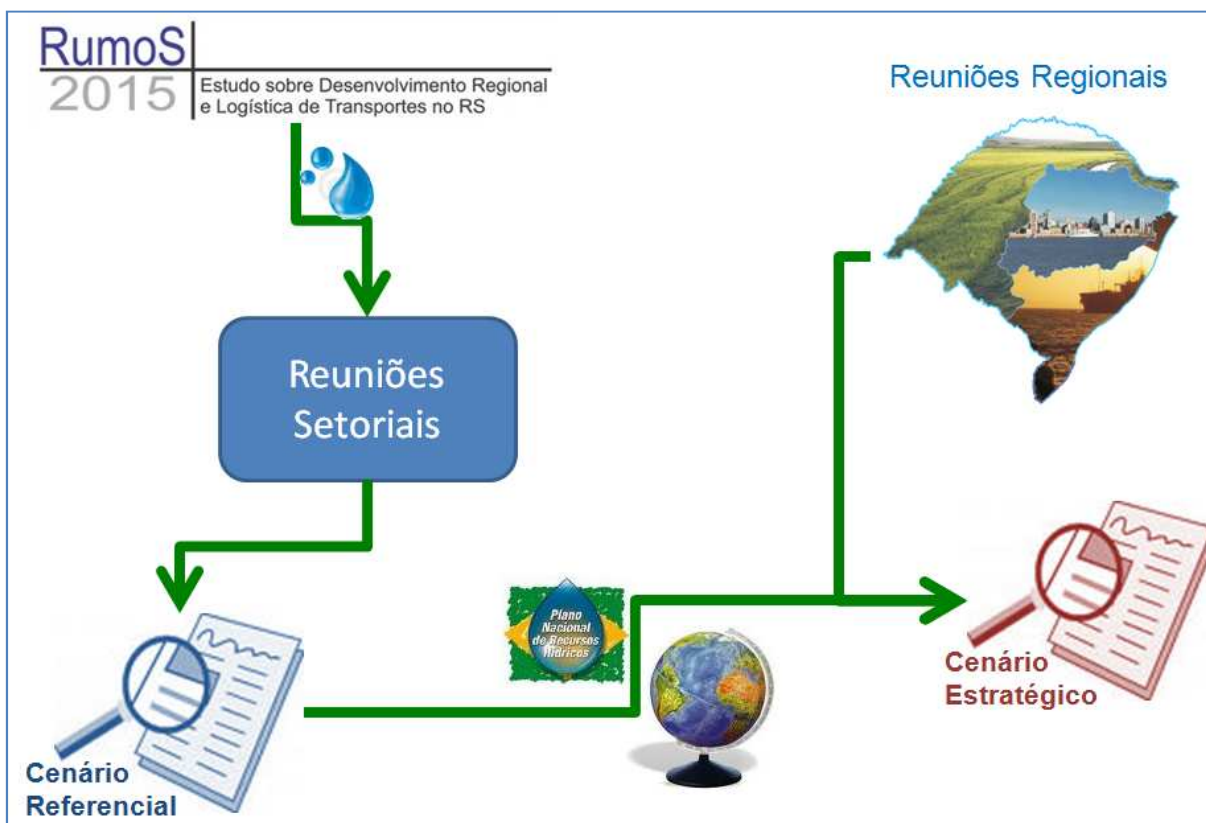 RumoS
2015
Estudo sobre Desenvolvimento Regional
e Logística de Transportes no RS
Reuniões Regionais
Reuniões
Setoriais
Plano
Nacional
de Recursos
Hídricos
Cenário
Estratégico
Cenário
Referencial